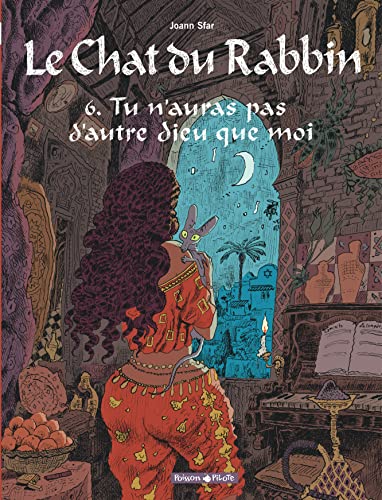 Joann Sfar
Le Chat du Rabbin
6. Tu n'auras pas
d'autre dieu que moi
POISSON PILOTE